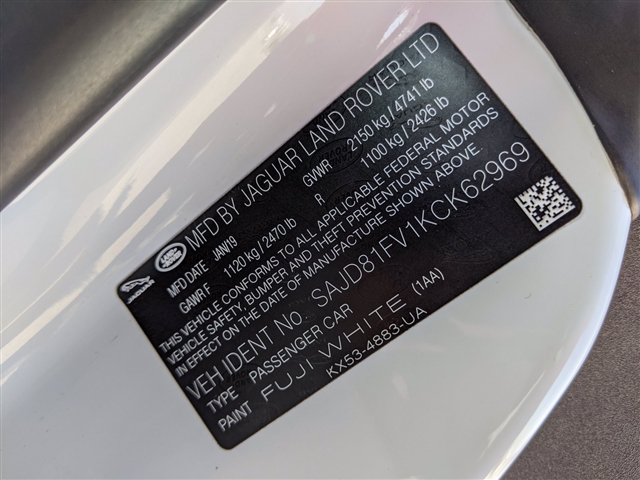 JAGUAR
LAND ROVER
MFD BY JAGUAR LAND ROVER LTD
MFD DATE JAN/19
GVWR 2150 kg / 4741 lb
GAWR F 1120 kg / 2470 lb R 1100 kg / 2426 lb
THIS VEHICLE CONFORMS TO ALL APPLICABLE FEDERAL MOTOR
VEHICLE SAFETY, BUMPER AND THEFT PREVENTION STANDARDS
IN EFFECT ON THE DATE OF MANUFACTURE SHOWN ABOVE.
VEH IDENT No. SAJD81FV1KCK62969
TYPE PASSENGER CAR
PAINT FUJI WHITE (1AA)
KX53-4883-UA